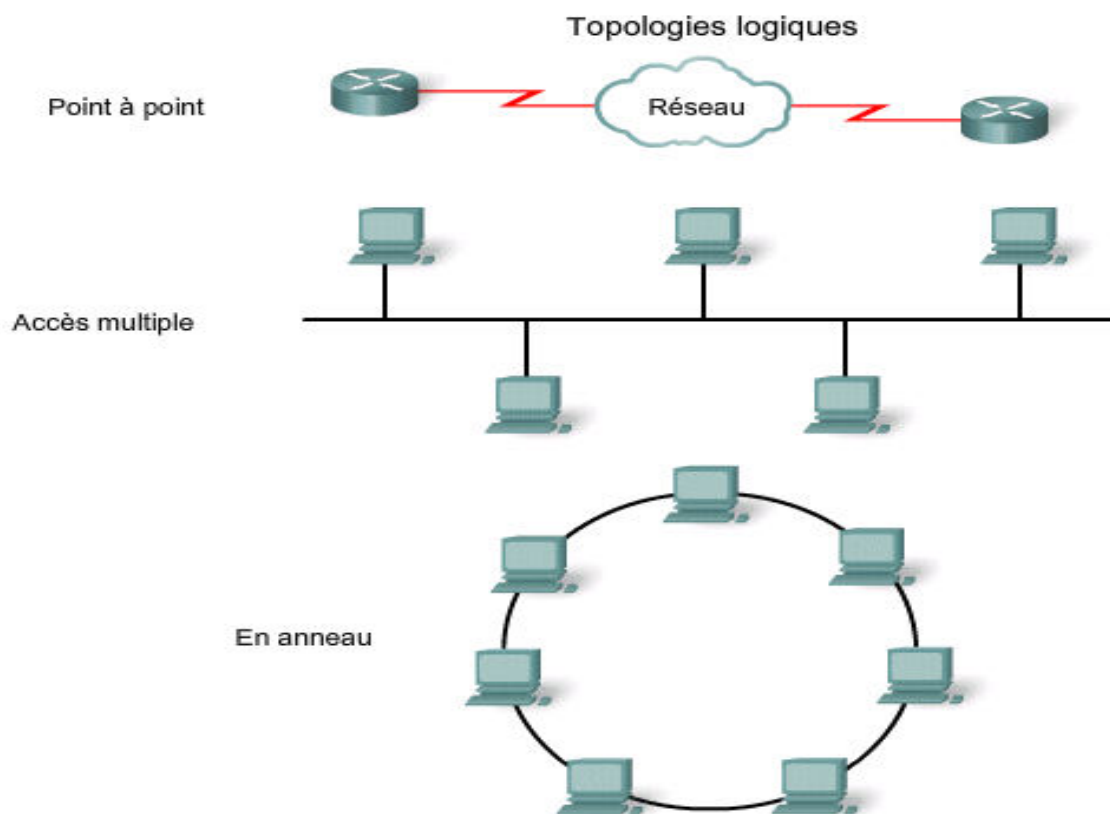 Topologies logiques
Point à point
Réseau
Accès multiple
En anneau